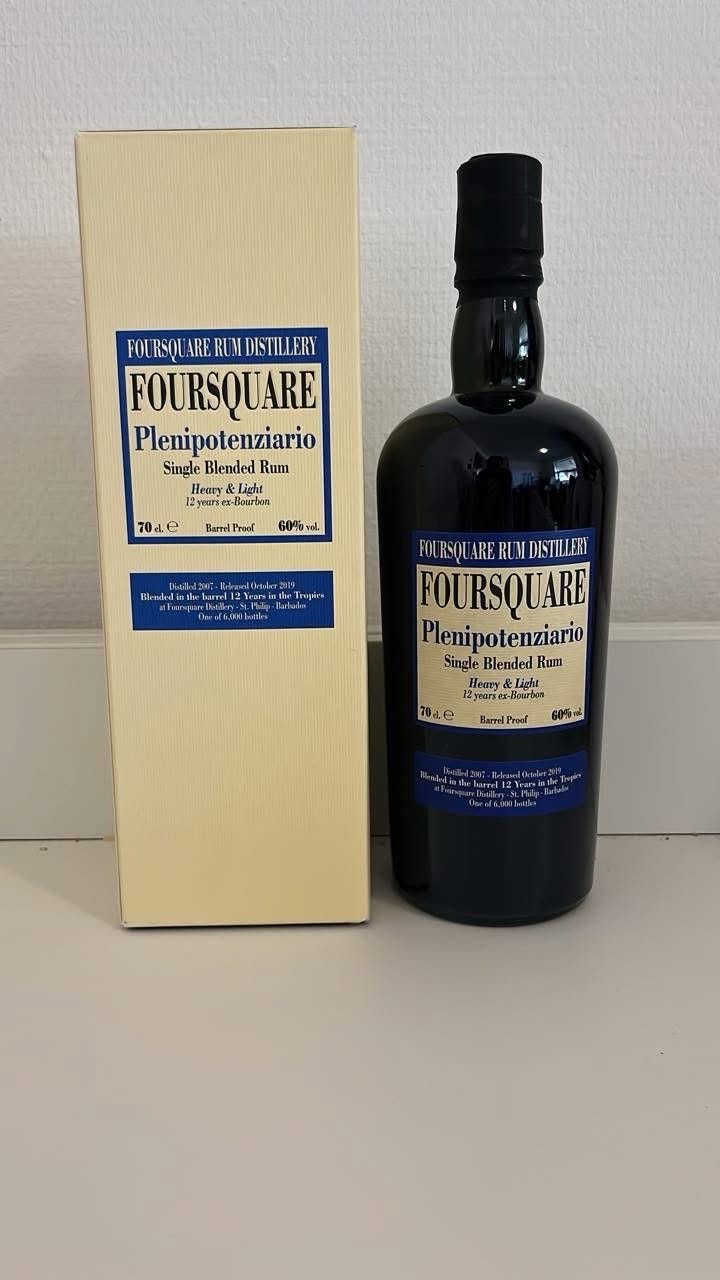 FOURSQUARE RUM DISTILLERY
FOURSQUARE
Plenipotenziario
Single Blended Rum
Heavy & Light
12 years ex-Bourbon
70 cl. ℮ Barrel Proof 60% vol.
Distilled 2007 - Released October 2019
Blended in the barrel 12 Years in the Tropics
at Foursquare Distillery - St. Philip - Barbados
One of 6,000 bottles
FOURSQUARE RUM DISTILLERY
FOURSQUARE
Plenipotenziario
Single Blended Rum
Heavy & Light
12 years ex-Bourbon
70 cl. ℮ Barrel Proof 60% vol.
Distilled 2007 - Released October 2019
Blended in the barrel 12 Years in the Tropics
at Foursquare Distillery - St. Philip - Barbados
One of 6,000 bottles